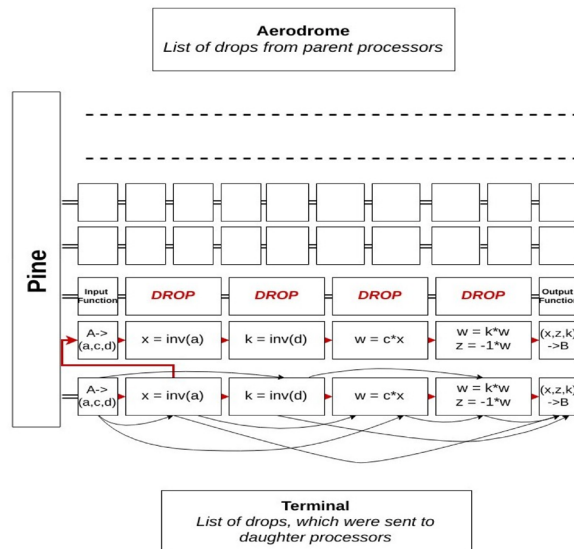 Aerodrome
List of drops from parent processors
Pine
Input
Function
DROP
DROP
DROP
DROP
Output
Function
A->
(a,c,d)
x = inv(a)
k = inv(d)
w = c*x
w = k*w
z = -1*w
(x,z,k)
->B
A->
(a,c,d)
x = inv(a)
k = inv(d)
w = c*x
w = k*w
z = -1*w
(x,z,k)
->B
Terminal
List of drops, which were sent to
daughter processors